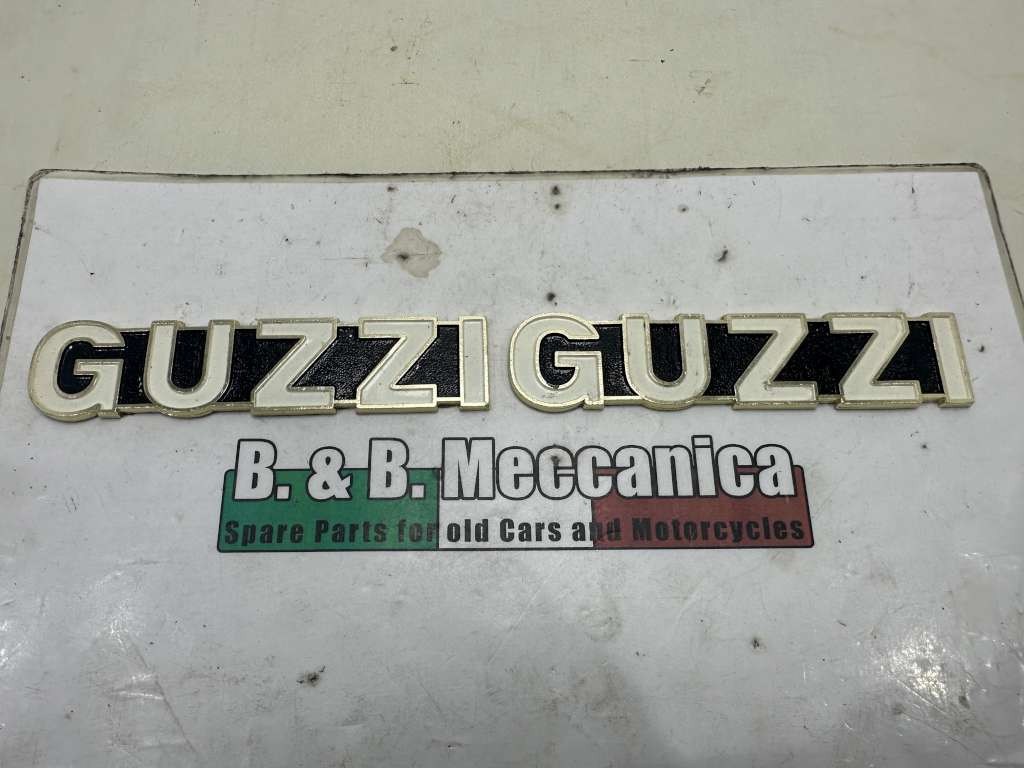 GUZZI GUZZI
B. & B. Meccanica
Spare Parts for old Cars and Motorcycles